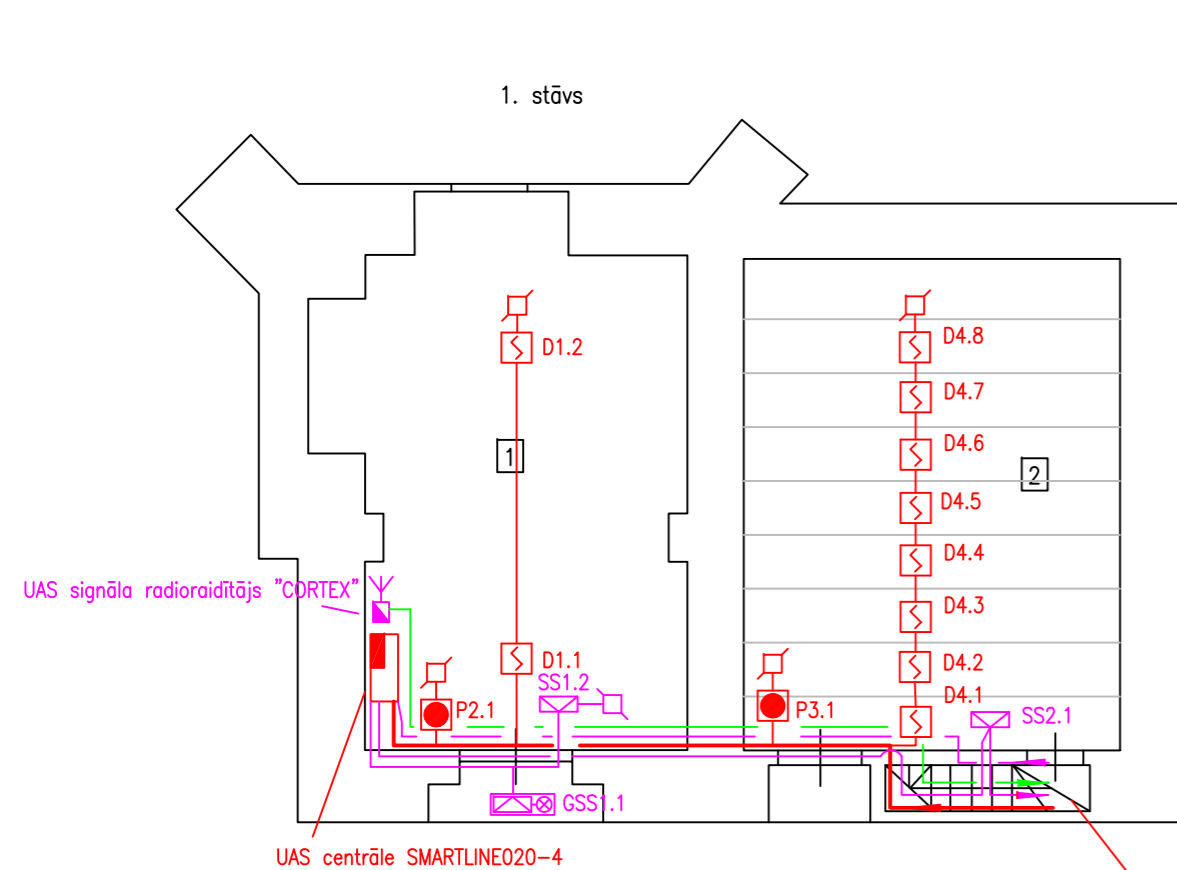 1. stāvs
D4.8
D1.2
D4.7
D4.6
1
2
D4.5
D4.4
UAS signāla radioraidītājs "CORTEX"
D4.3
D1.1
D4.2
SS1.2
D4.1
P2.1
P3.1
SS2.1
GSS1.1
UAS centrāle SMARTLINE020-4